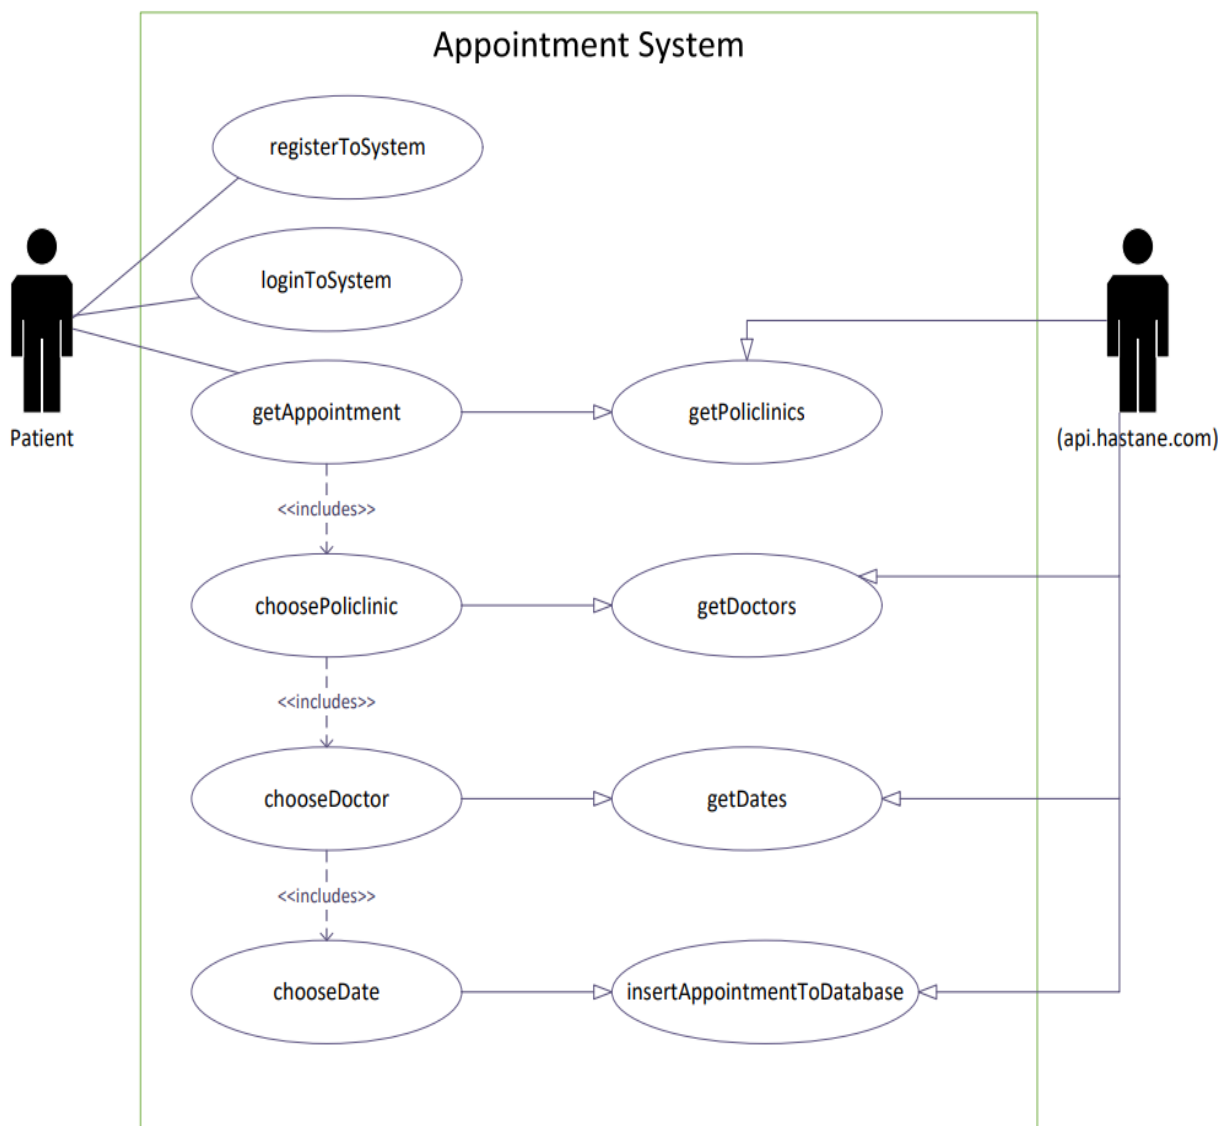 Appointment System
registerToSystem
loginToSystem
getAppointment
getPoliclinics
Patient
(api.hastane.com)
<<includes>>
choosePoliclinic
getDoctors
<<includes>>
chooseDoctor
getDates
<<includes>>
chooseDate
insertAppointmentToDatabase